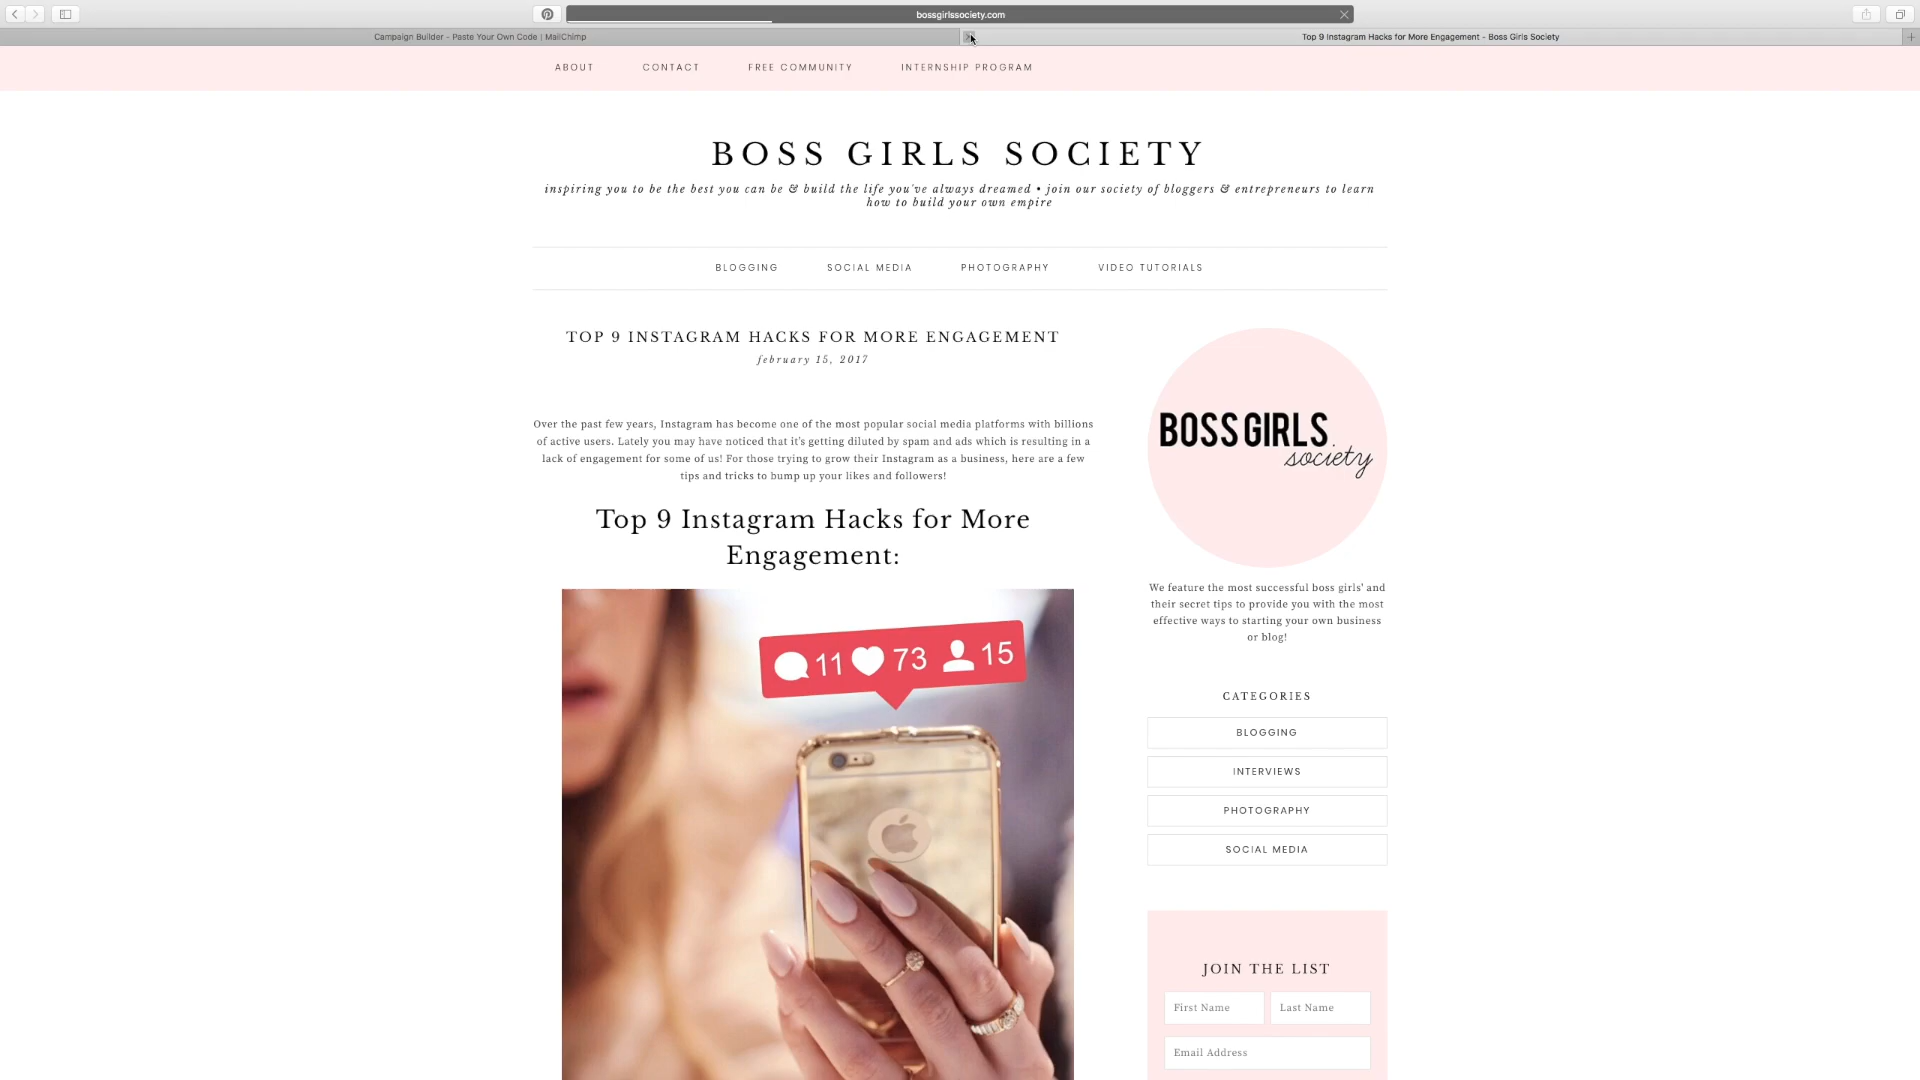 bossgirlssociety.com
Campaign Builder - Paste Your Own Code | MailChimp
Top 9 Instagram Hacks for More Engagement - Boss Girls Society
ABOUT
CONTACT
FREE COMMUNITY
INTERNSHIP PROGRAM
BOSS GIRLS SOCIETY
inspiring you to be the best you can be & build the life you've always dreamed • join our society of bloggers & entrepreneurs to learn
how to build your own empire
BLOGGING
SOCIAL MEDIA
PHOTOGRAPHY
VIDEO TUTORIALS
TOP 9 INSTAGRAM HACKS FOR MORE ENGAGEMENT
february 15, 2017
Over the past few years, Instagram has become one of the most popular social media platforms with billions
of active users. Lately you may have noticed that it's getting diluted by spam and ads which is resulting in a
lack of engagement for some of us! For those trying to grow their Instagram as a business, here are a few
tips and tricks to bump up your likes and followers!
Top 9 Instagram Hacks for More
Engagement:
11 73 15
BOSS GIRLS
society
We feature the most successful boss girls' and
their secret tips to provide you with the most
effective ways to starting your own business
or blog!
CATEGORIES
BLOGGING
INTERVIEWS
PHOTOGRAPHY
SOCIAL MEDIA
JOIN THE LIST
First Name
Last Name
Email Address